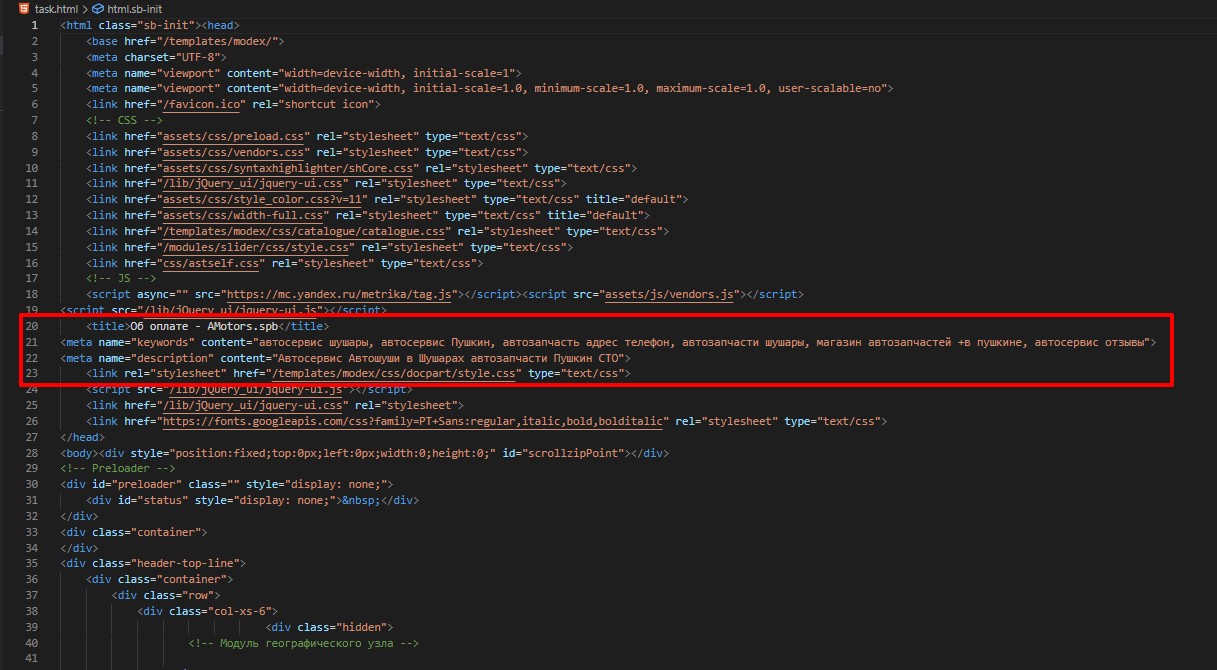 task.html > html.sb-init
1 <html class="sb-init"><head>
2 <base href="/templates/modex/">
3 <meta charset="UTF-8">
4 <meta name="viewport" content="width=device-width, initial-scale=1">
5 <meta name="viewport" content="width=device-width, initial-scale=1.0, minimum-scale=1.0, maximum-scale=1.0, user-scalable=no">
6 <link href="/favicon.ico" rel="shortcut icon">
7 <!-- CSS -->
8 <link href="assets/css/preload.css" rel="stylesheet" type="text/css">
9 <link href="assets/css/vendors.css" rel="stylesheet" type="text/css">
10 <link href="assets/css/syntaxhighlighter/shCore.css" rel="stylesheet" type="text/css">
11 <link href="/lib/jQuery_ui/jquery-ui.css" rel="stylesheet" type="text/css">
12 <link href="assets/css/style_color.css?v=11" rel="stylesheet" type="text/css" title="default">
13 <link href="assets/css/width-full.css" rel="stylesheet" type="text/css" title="default">
14 <link href="/templates/modex/css/catalogue/catalogue.css" rel="stylesheet" type="text/css">
15 <link href="/modules/slider/css/style.css" rel="stylesheet" type="text/css">
16 <link href="css/astself.css" rel="stylesheet" type="text/css">
17 <!-- JS -->
18 <script async="" src="https://mc.yandex.ru/metrika/tag.js"></script><script src="assets/js/vendors.js"></script>
19 <script src="/lib/jQuery_ui/jquery-ui.js"></script>
20 <title>Об оплате - AMotors.spb</title>
21 <meta name="keywords" content="автосервис шушары, автосервис Пушкин, автозапчасть адрес телефон, автозапчасти шушары, магазин автозапчастей +в пушкине, автосервис отзывы">
22 <meta name="description" content="Автосервис Автошуши в Шушарах автозапчасти Пушкин СТО">
23 <link rel="stylesheet" href="/templates/modex/css/docpart/style.css" type="text/css">
24 <script src="/lib/jQuery_ui/jquery-ui.js"></script>
25 <link href="/lib/jQuery_ui/jquery-ui.css" rel="stylesheet">
26 <link href="https://fonts.googleapis.com/css?family=PT+Sans:regular,italic,bold,bolditalic" rel="stylesheet" type="text/css">
27 </head>
28 <body><div style="position:fixed;top:0px;left:0px;width:0;height:0;" id="scrollzipPoint"></div>
29 <!-- Preloader -->
30 <div id="preloader" class="" style="display: none;">
31 <div id="status" style="display: none;">&nbsp;</div>
32 </div>
33 <div class="container">
34 </div>
35 <div class="header-top-line">
36 <div class="container">
37 <div class="row">
38 <div class="col-xs-6">
39 <div class="hidden">
40 <!-- Модуль географического узла -->
41